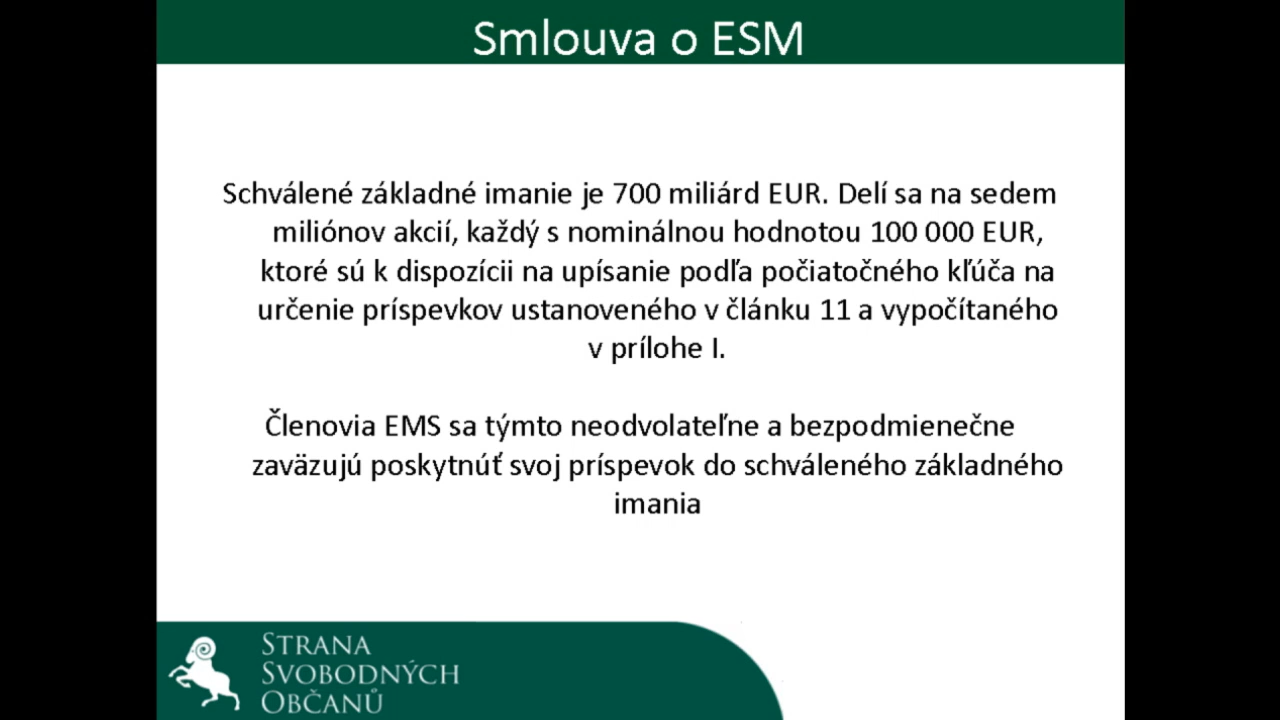 Smlouva o ESM
Schválené základné imanie je 700 miliárd EUR. Delí sa na sedem
miliónov akcií, každý s nominálnou hodnotou 100 000 EUR,
ktoré sú k dispozícii na upísanie podľa počiatočného kľúča na
určenie príspevkov ustanoveného v článku 11 a vypočítaného
v prílohe I.
Členovia EMS sa týmto neodvolateľne a bezpodmienečne
zaväzujú poskytnúť svoj príspevok do schváleného základného
imania
STRANA
SVOBODNÝCH
OBČANŮ